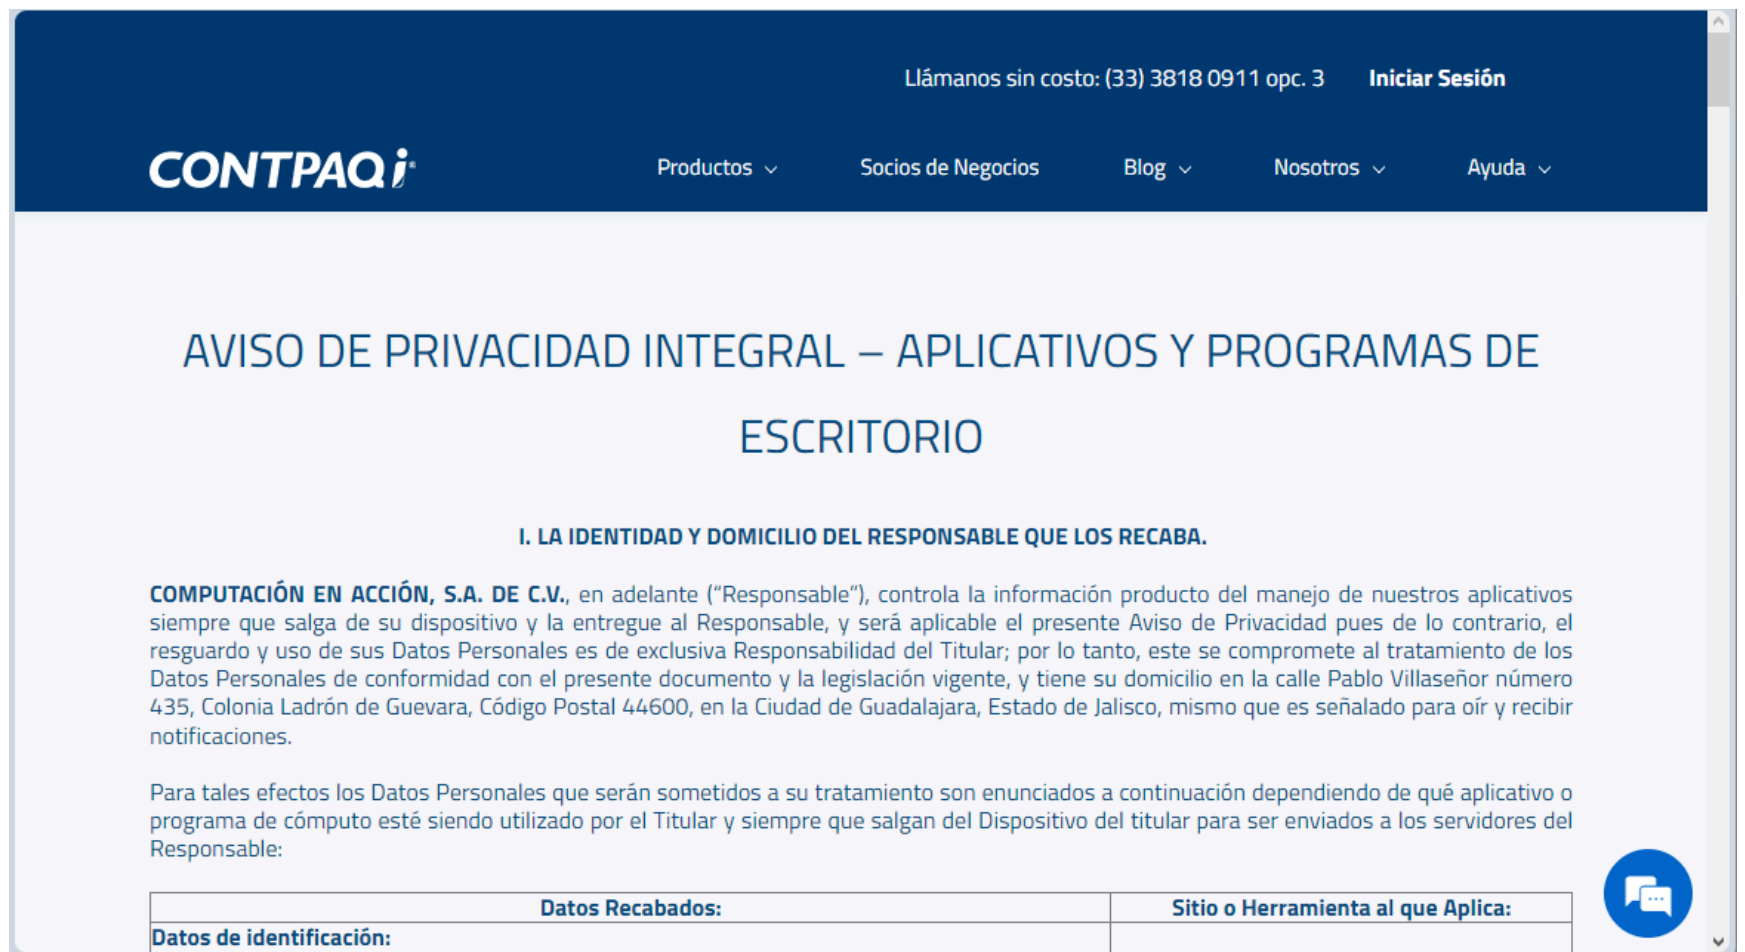 Llámanos sin costo: (33) 3818 0911 opc. 3 Iniciar Sesión
CONTPAQi® Productos Socios de Negocios Blog Nosotros Ayuda
AVISO DE PRIVACIDAD INTEGRAL – APLICATIVOS Y PROGRAMAS DE
ESCRITORIO
I. LA IDENTIDAD Y DOMICILIO DEL RESPONSABLE QUE LOS RECABA.
COMPUTACIÓN EN ACCIÓN, S.A. DE C.V., en adelante (“Responsable”), controla la información producto del manejo de nuestros aplicativos
siempre que salga de su dispositivo y la entregue al Responsable, y será aplicable el presente Aviso de Privacidad pues de lo contrario, el
resguardo y uso de sus Datos Personales es de exclusiva Responsabilidad del Titular; por lo tanto, este se compromete al tratamiento de los
Datos Personales de conformidad con el presente documento y la legislación vigente, y tiene su domicilio en la calle Pablo Villaseñor número
435, Colonia Ladrón de Guevara, Código Postal 44600, en la Ciudad de Guadalajara, Estado de Jalisco, mismo que es señalado para oír y recibir
notificaciones.
Para tales efectos los Datos Personales que serán sometidos a su tratamiento son enunciados a continuación dependiendo de qué aplicativo o
programa de cómputo esté siendo utilizado por el Titular y siempre que salgan del Dispositivo del titular para ser enviados a los servidores del
Responsable:
Datos Recabados: Sitio o Herramienta al que Aplica:
Datos de identificación: